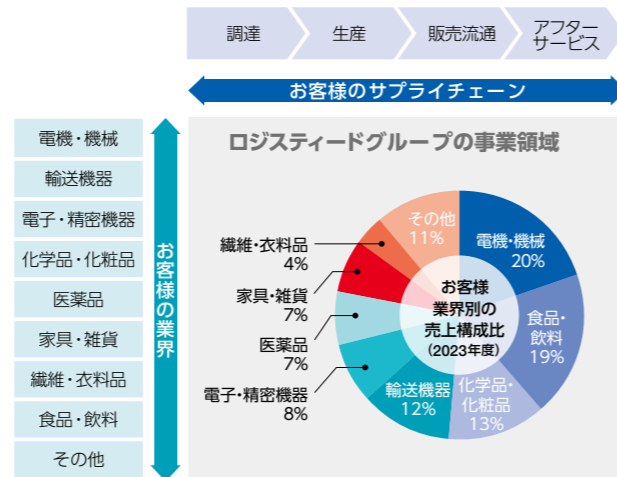 調達
生産
販売流通
アフター
サービス
お客様のサプライチェーン
電機・機械
輸送機器
電子・精密機器
化学品・化粧品
医薬品
家具・雑貨
繊維・衣料品
食品・飲料
その他
お客様の業界
ロジスティードグループの事業領域
電機・機械
20%
食品・
飲料
19%
化学品・
化粧品
13%
輸送機器
12%
電子・精密機器
8%
医薬品
7%
家具・雑貨
7%
繊維・衣料品
4%
その他
11%
お客様
業界別の
売上構成比
(2023年度)